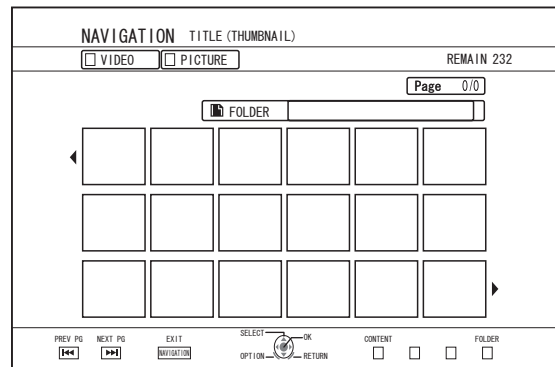 NAVIGATION TITLE (THUMBNAIL)
VIDEO PICTURE REMAIN 232
Page 0/0
FOLDER
PREV PG NEXT PG EXIT SELECT OK CONTENT FOLDER
NAVIGATION OPTION RETURN